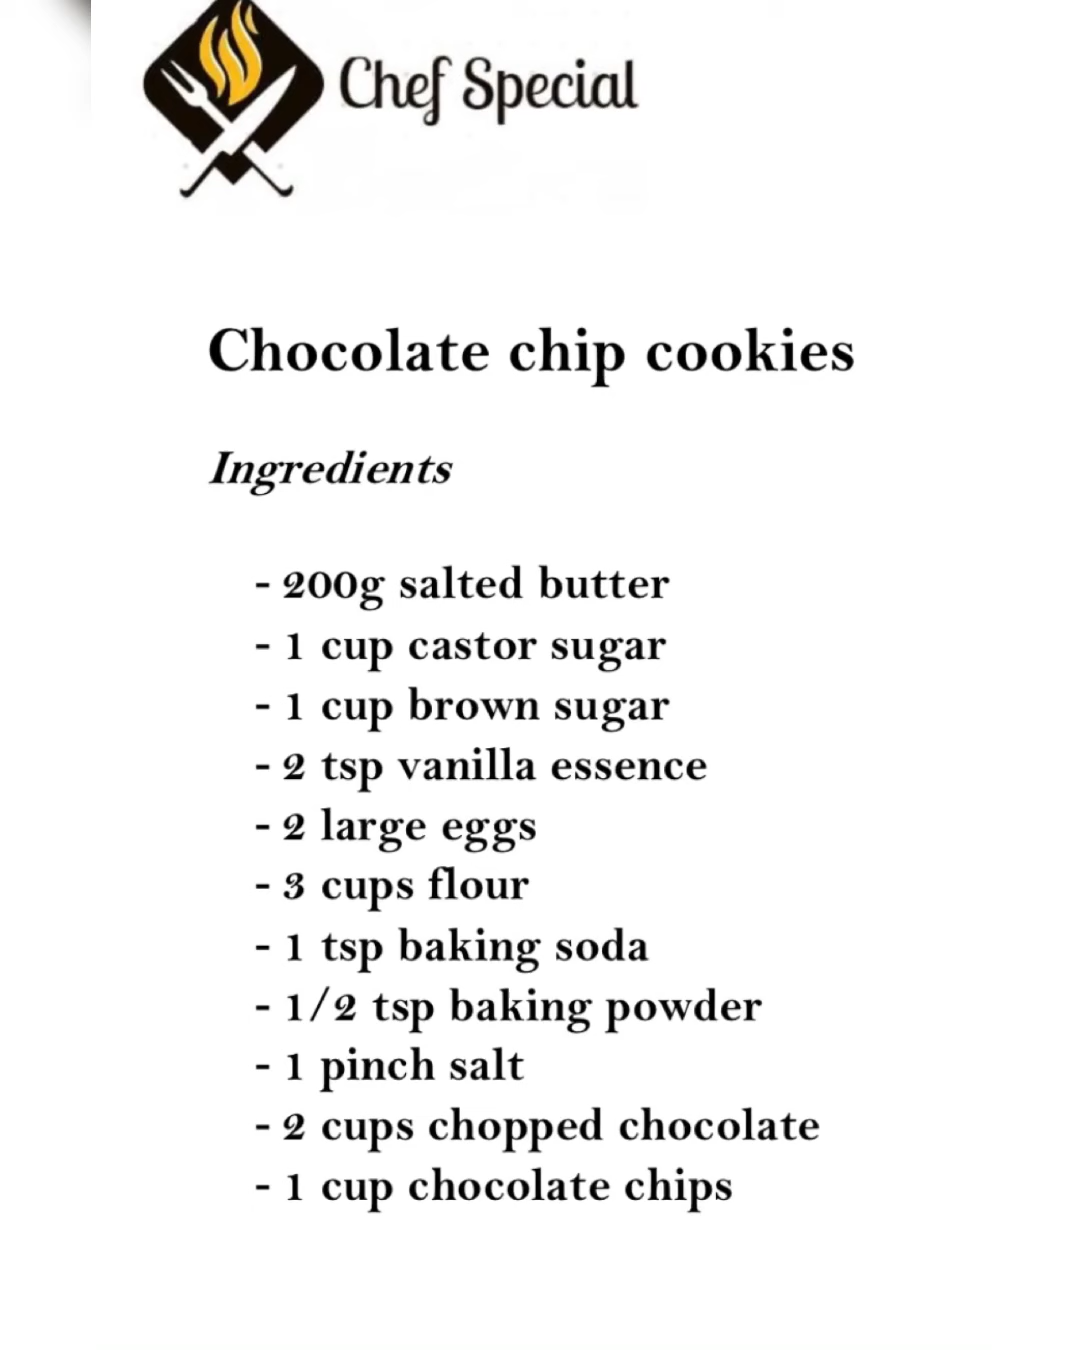 Chef Special
Chocolate chip cookies
Ingredients
- 200g salted butter
- 1 cup castor sugar
- 1 cup brown sugar
- 2 tsp vanilla essence
- 2 large eggs
- 3 cups flour
- 1 tsp baking soda
- 1/2 tsp baking powder
- 1 pinch salt
- 2 cups chopped chocolate
- 1 cup chocolate chips